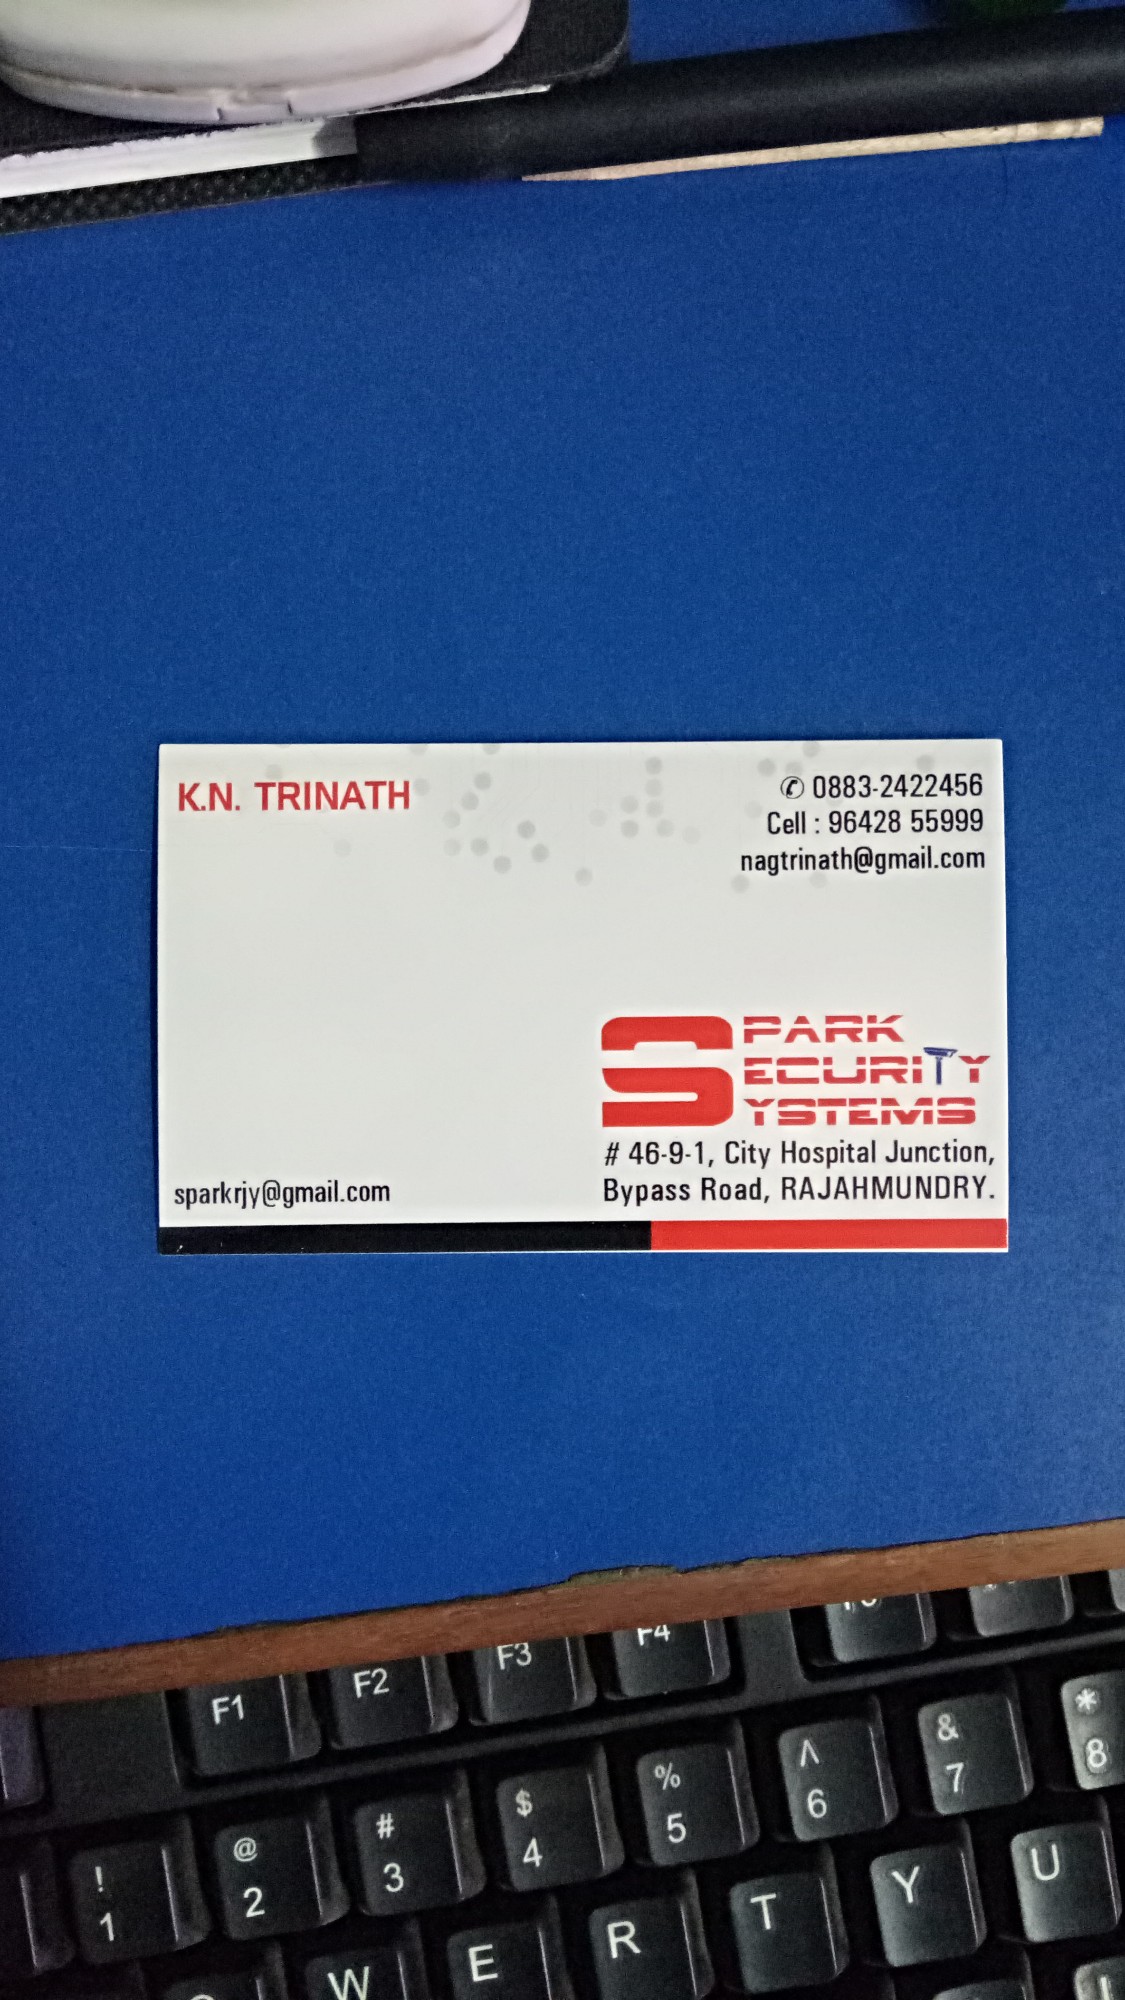 K.N. TRINATH
✆ 0883-2422456
Cell : 96428 55999
nagtrinath@gmail.com
SPARK
SECURITY
SYSTEMS
# 46-9-1, City Hospital Junction,
Bypass Road, RAJAHMUNDRY.
sparkrjy@gmail.com
F1 F2 F3 F4
! @ # $ % ^ & *
1 2 3 4 5 6 7 8
W E R T Y U